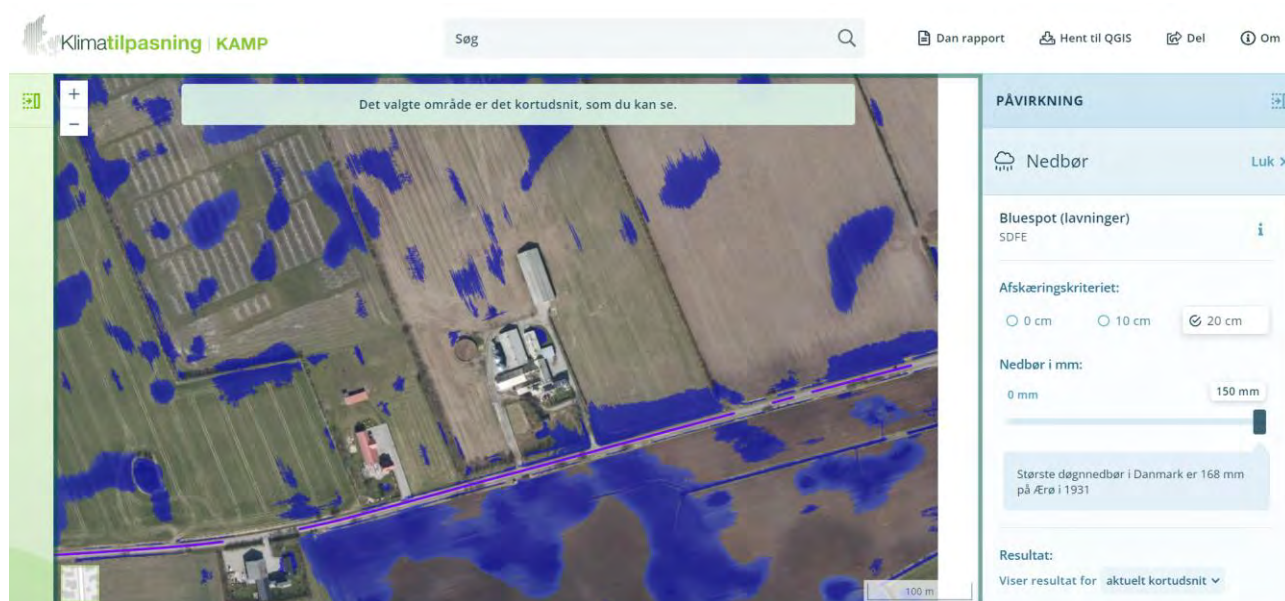 Klimatilpasning | KAMP
Søg
Dan rapport
Hent til QGIS
Del
Om
+
−
Det valgte område er det kortudsnit, som du kan se.
100 m
PÅVIRKNING
Nedbør
Luk
Bluespot (lavninger)
SDFE
i
Afskæringskriteriet:
0 cm
10 cm
20 cm
Nedbør i mm:
0 mm
150 mm
Største døgnnedbør i Danmark er 168 mm
på Ærø i 1931
Resultat:
Viser resultat for aktuelt kortudsnit